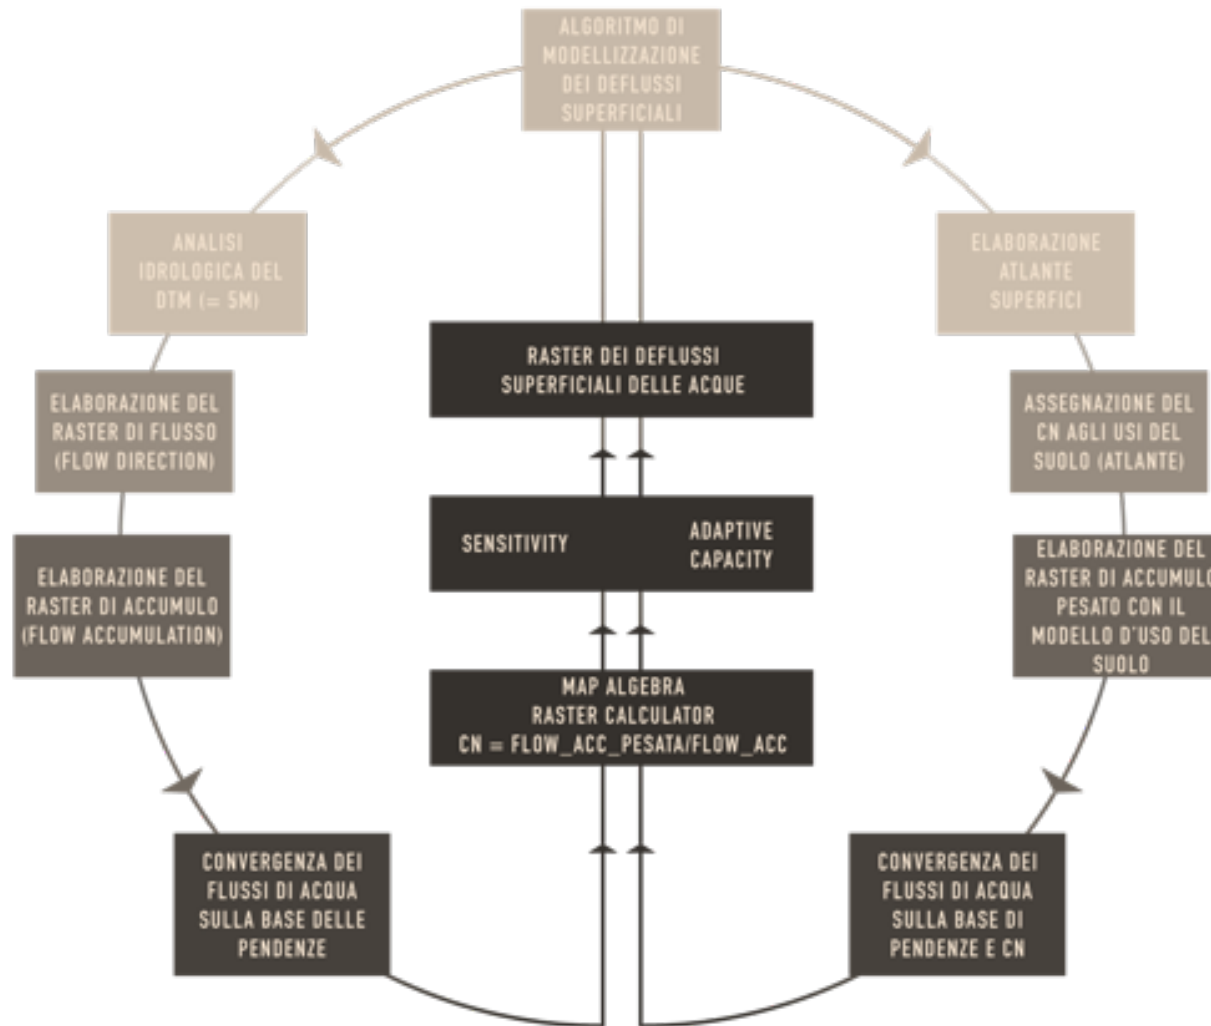 ALGORITMO DI
MODELLIZZAZIONE
DEI DEFLUSSI
SUPERFICIALI
ANALISI
IDROLOGICA DEL
DTM (= 5M)
ELABORAZIONE
ATLANTE
SUPERFICI
RASTER DEI DEFLUSSI
SUPERFICIALI DELLE ACQUE
ELABORAZIONE DEL
RASTER DI FLUSSO
(FLOW DIRECTION)
ASSEGNAZIONE DEL
CN AGLI USI DEL
SUOLO (ATLANTE)
SENSITIVITY
ADAPTIVE
CAPACITY
ELABORAZIONE DEL
RASTER DI ACCUMULO
(FLOW ACCUMULATION)
ELABORAZIONE DEL
RASTER DI ACCUMULO
PESATO CON IL
MODELLO D'USO DEL
SUOLO
MAP ALGEBRA
RASTER CALCULATOR
CN = FLOW_ACC_PESATA/FLOW_ACC
CONVERGENZA DEI
FLUSSI DI ACQUA
SULLA BASE DELLE
PENDENZE
CONVERGENZA DEI
FLUSSI DI ACQUA
SULLA BASE DI
PENDENZE E CN